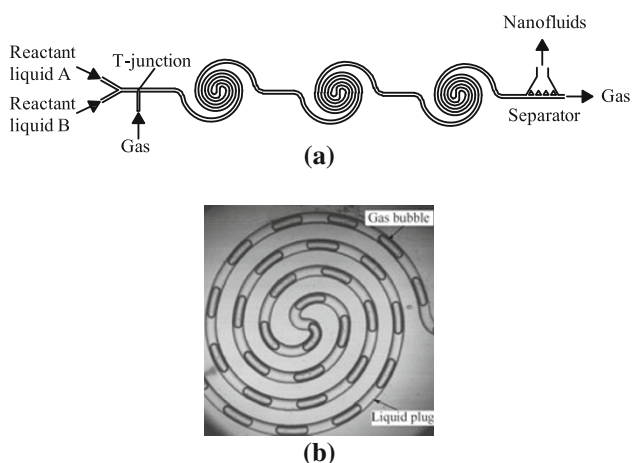 Reactant
liquid A
T-junction
Nanofluids
Reactant
liquid B
Gas
Separator
Gas
(a)
Gas bubble
Liquid plug
(b)